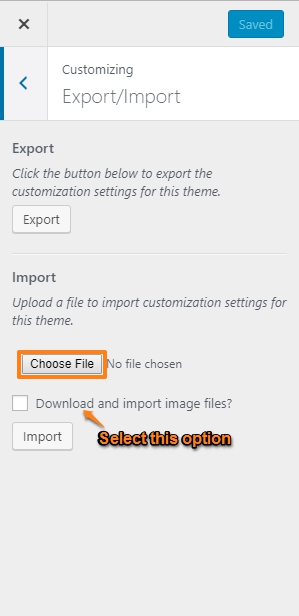 Saved
Customizing
Export/Import
Export
Click the button below to export the
customization settings for this theme.
Export
Import
Upload a file to import customization settings for
this theme.
Choose File No file chosen
Download and import image files?
Import
Select this option